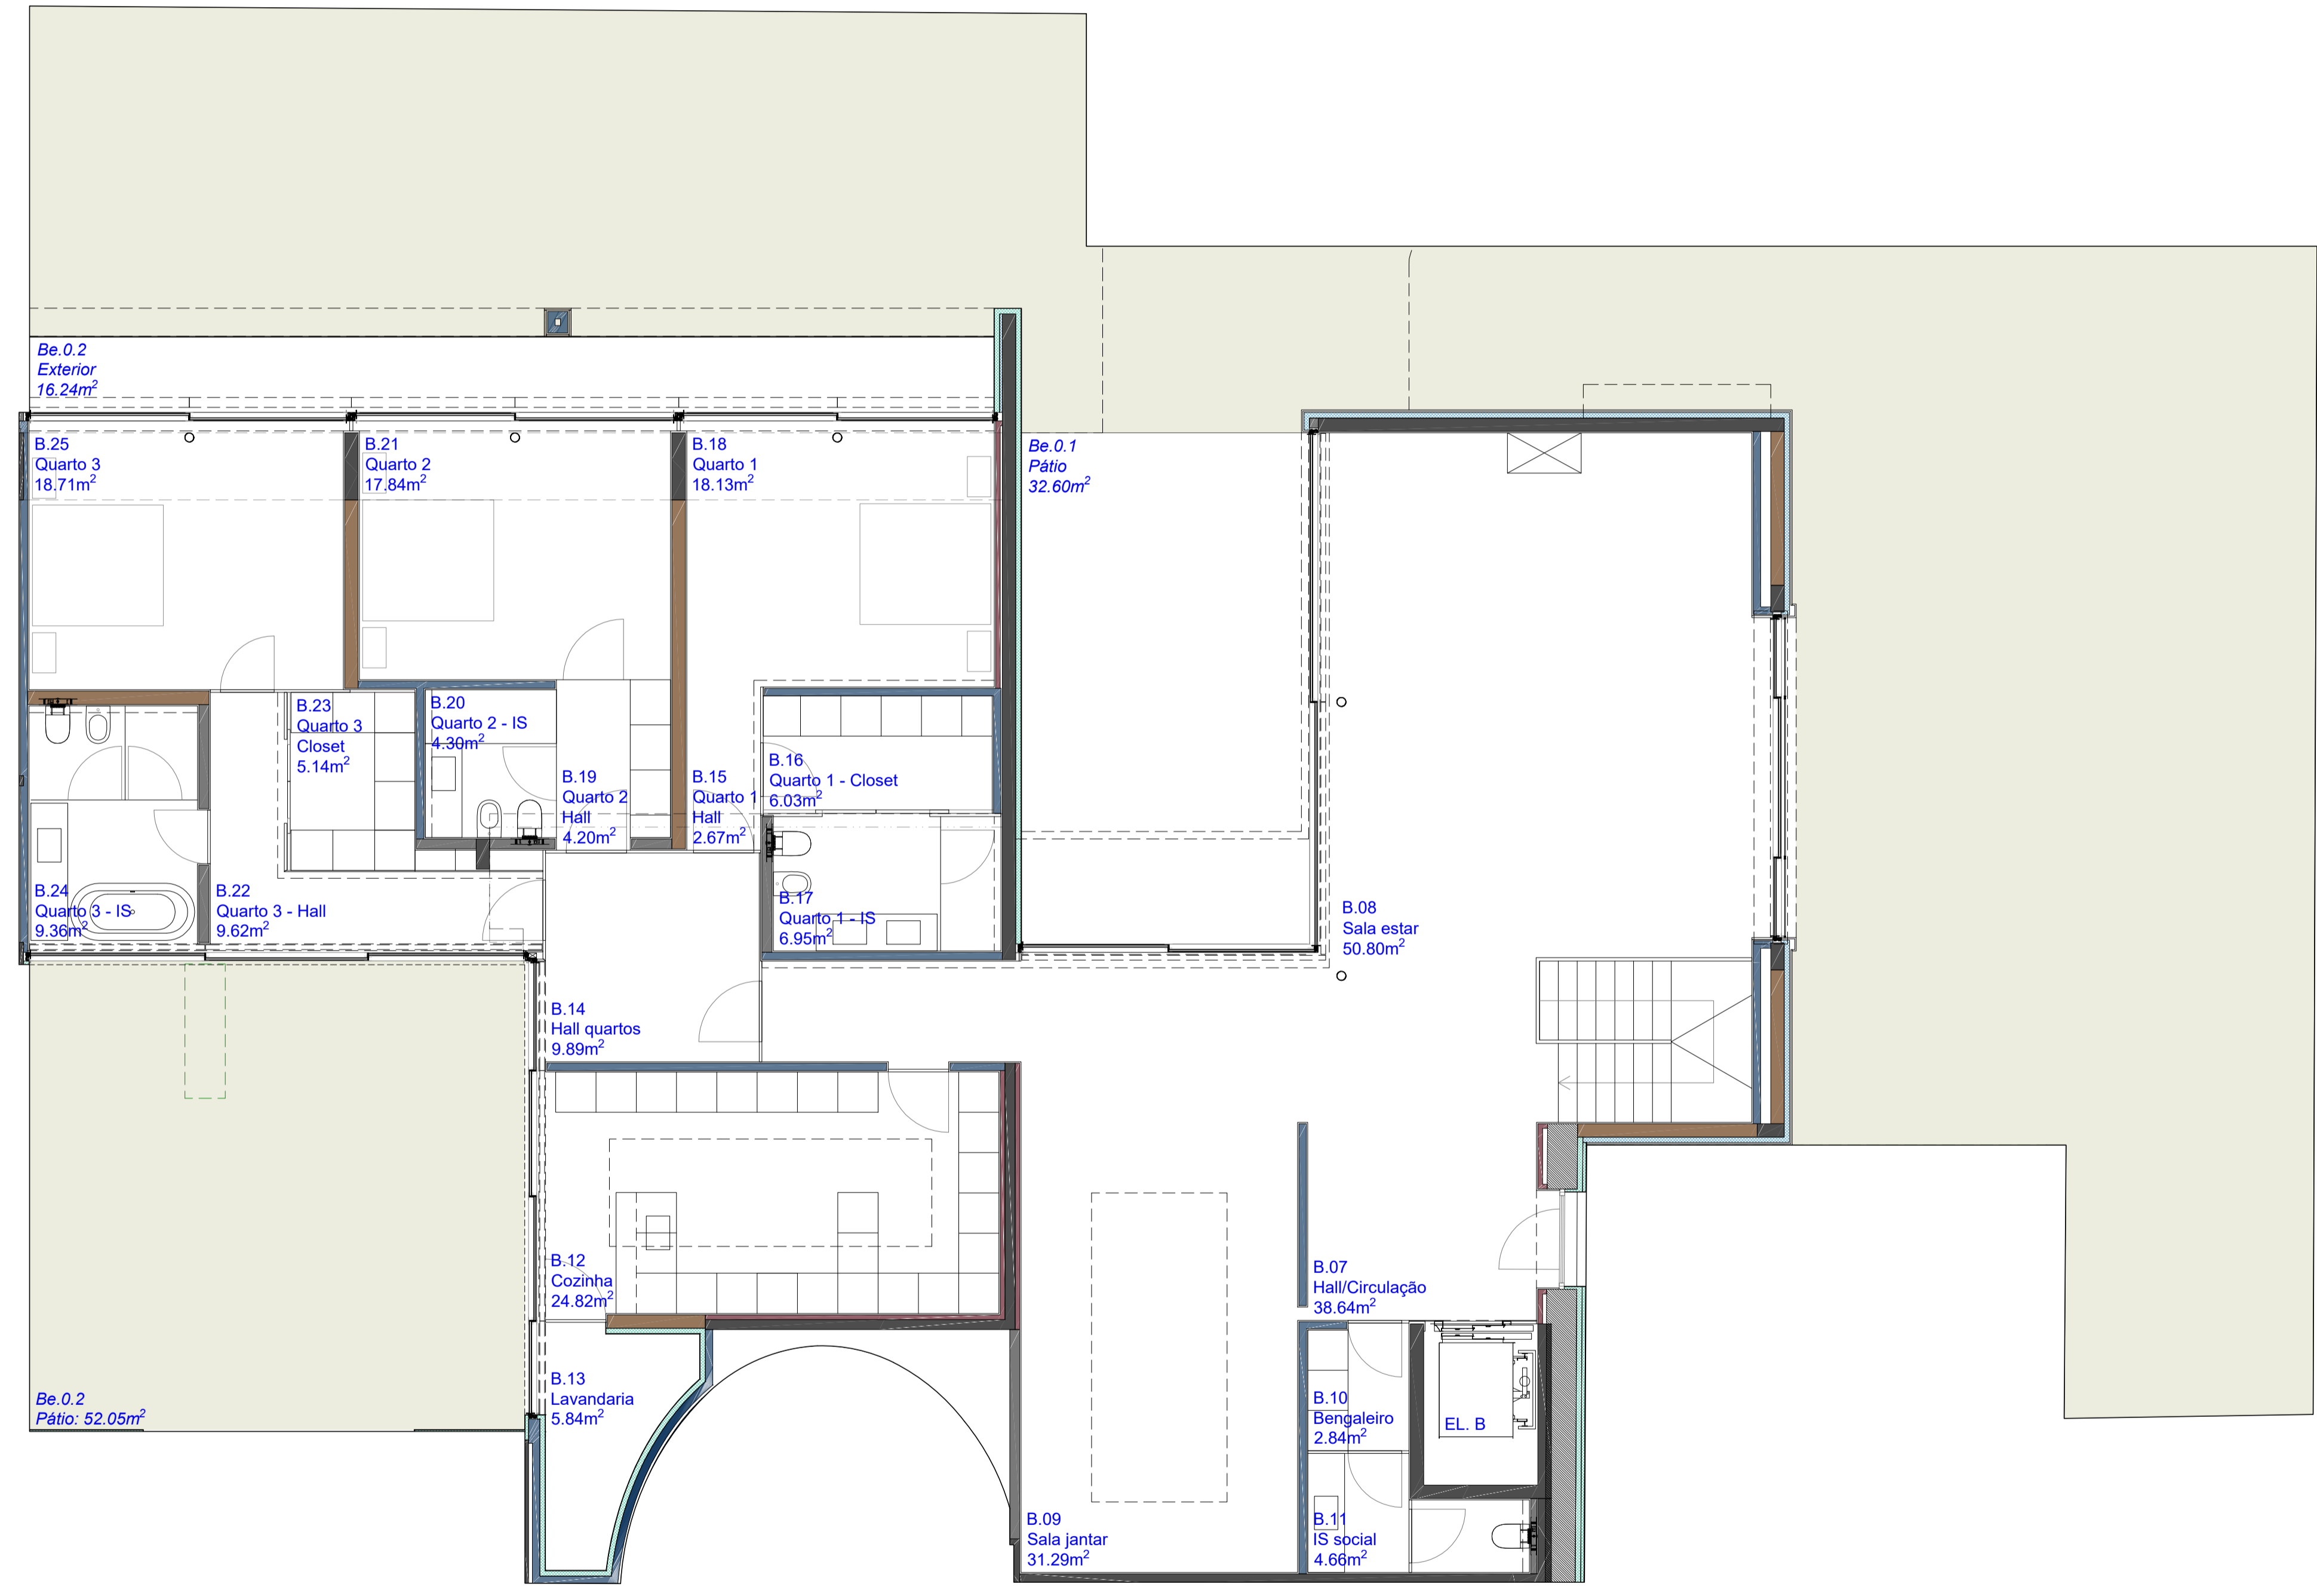 Be.0.2
Exterior
16.24m²
B.25
Quarto 3
18.71m²
B.21
Quarto 2
17.84m²
B.18
Quarto 1
18.13m²
Be.0.1
Pátio
32.60m²
B.23
Quarto 3
Closet
5.14m²
B.20
Quarto 2 - IS
4.30m²
B.19
Quarto 2
Hall
4.20m²
B.15
Quarto 1
Hall
2.67m²
B.16
Quarto 1 - Closet
6.03m²
B.24
Quarto 3 - IS
9.36m²
B.22
Quarto 3 - Hall
9.62m²
B.17
Quarto 1 - IS
6.95m²
B.08
Sala estar
50.80m²
B.14
Hall quartos
9.89m²
B.12
Cozinha
24.82m²
B.07
Hall/Circulação
38.64m²
Be.0.2
Pátio: 52.05m²
B.13
Lavandaria
5.84m²
B.10
Bengaleiro
2.84m²
EL. B
B.09
Sala jantar
31.29m²
B.11
IS social
4.66m²